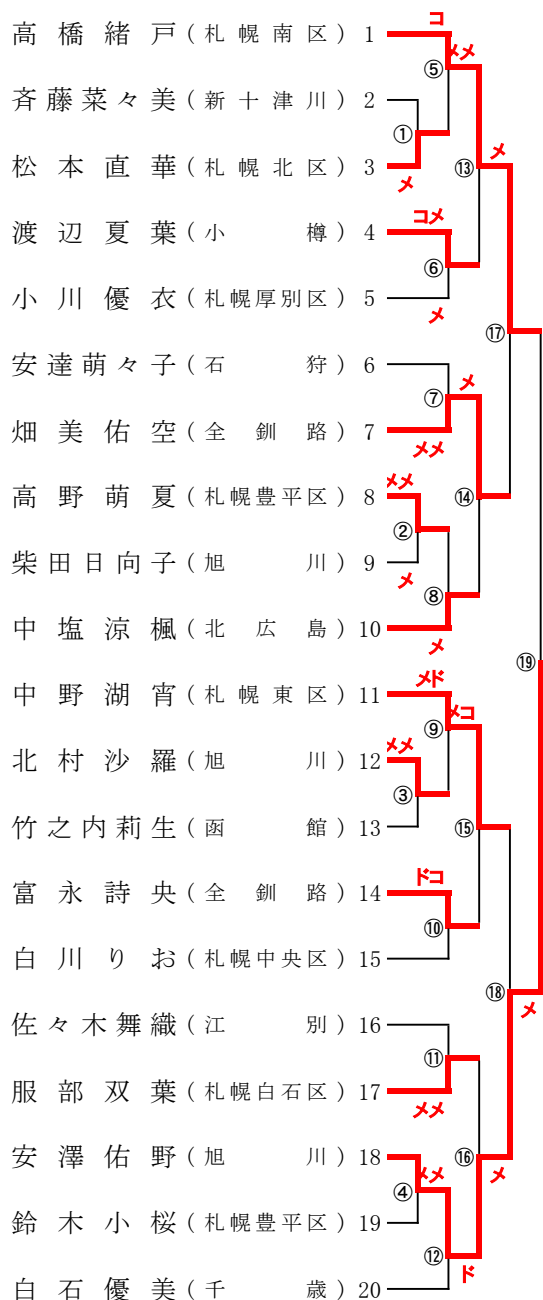 コ
高橋緒戸(札幌南区) 1
メメ
⑤
斉藤菜々美(新十津川) 2
①
メ
松本直華(札幌北区) 3
⑬
メ
コメ
渡辺夏葉(小樽) 4
⑥
小川優衣(札幌厚別区) 5
メ
⑰
安達萌々子(石狩) 6
メ
⑦
畑美佑空(全釧路) 7
メメ
メメ
高野萌夏(札幌豊平区) 8
⑭
②
柴田日向子(旭川) 9
メ
⑧
中塩涼楓(北広島) 10
メ
⑲
メド
中野湖宵(札幌東区) 11
メコ
⑨
メメ
北村沙羅(旭川) 12
③
竹之内莉生(函館) 13
⑮
ドコ
富永詩央(全釧路) 14
⑩
白川りお(札幌中央区) 15
⑱
メ
佐々木舞織(江別) 16
⑪
服部双葉(札幌白石区) 17
メメ
安澤佑野(旭川) 18
⑯
メメ
メ
④
鈴木小桜(札幌豊平区) 19
⑫
ド
白石優美(千歳) 20